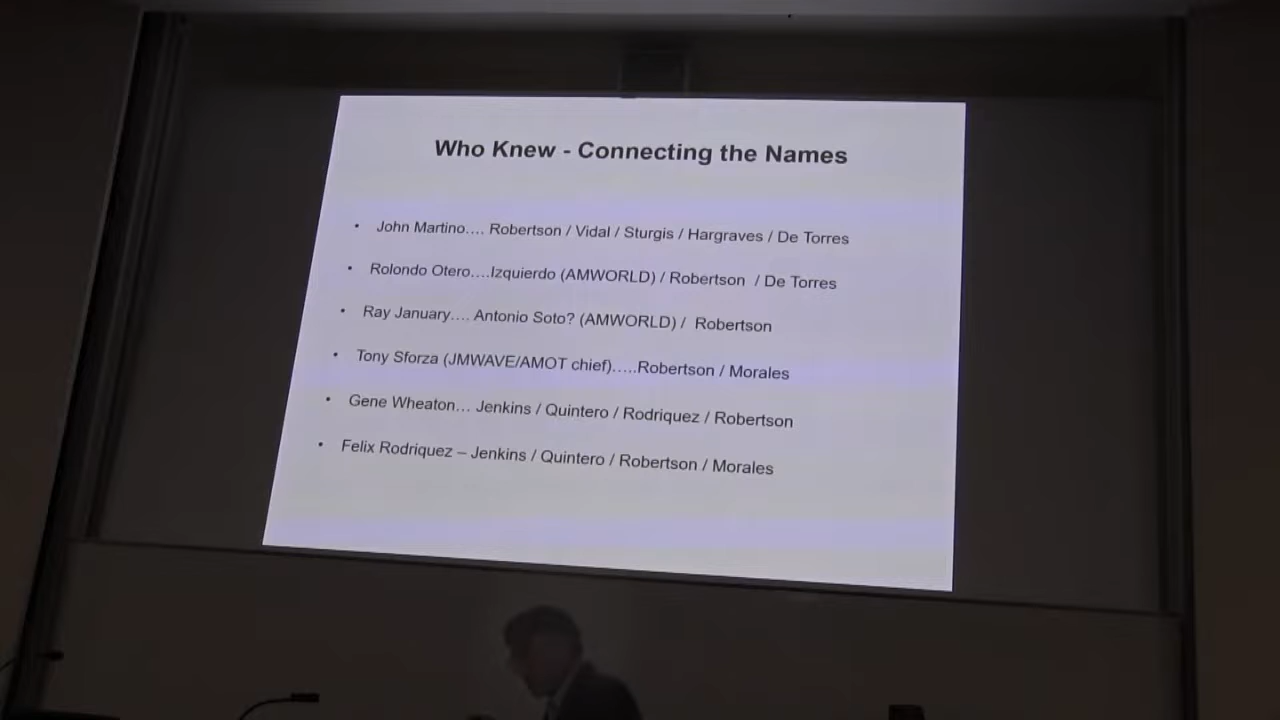 Who Knew - Connecting the Names
• John Martino.... Robertson / Vidal / Sturgis / Hargraves / De Torres
• Rolondo Otero....Izquierdo (AMWORLD) / Robertson / De Torres
• Ray January.... Antonio Soto? (AMWORLD) / Robertson
• Tony Sforza (JMWAVE/AMOT chief).....Robertson / Morales
• Gene Wheaton... Jenkins / Quintero / Rodriquez / Robertson
• Felix Rodriquez – Jenkins / Quintero / Robertson / Morales